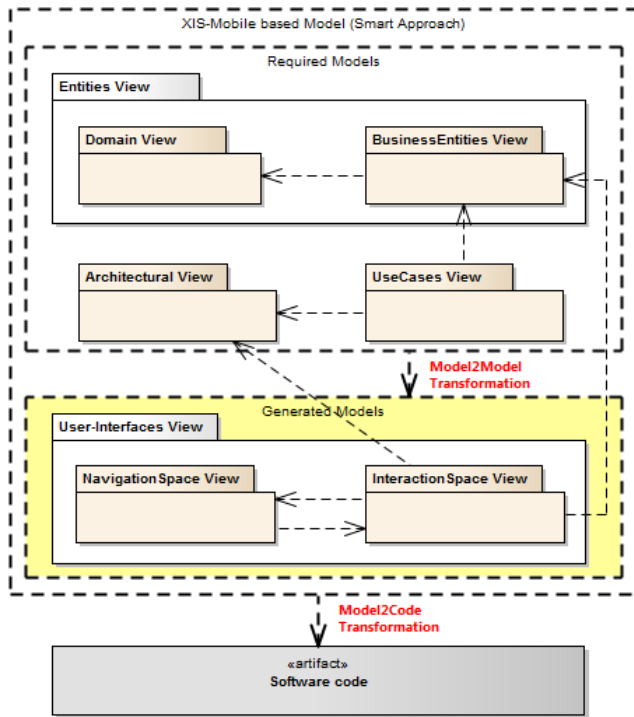 XIS-Mobile based Model (Smart Approach)
Required Models
Entities View
Domain View
BusinessEntities View
Architectural View
UseCases View
Model2Model
Transformation
Generated Models
User-Interfaces View
NavigationSpace View
InteractionSpace View
Model2Code
Transformation
«artifact»
Software code